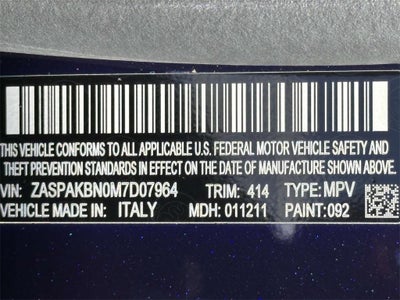 THIS VEHICLE CONFORMS TO ALL APPLICABLE U.S. FEDERAL MOTOR VEHICLE SAFETY AND
THEFT PREVENTION STANDARDS IN EFFECT ON THE DATE OF MANUFACTURE SHOWN ABOVE.
VIN: ZASPAKBN0M7D07964 TRIM: 414 TYPE: MPV
VEHICLE MADE IN: ITALY MDH: 011211 PAINT: 092